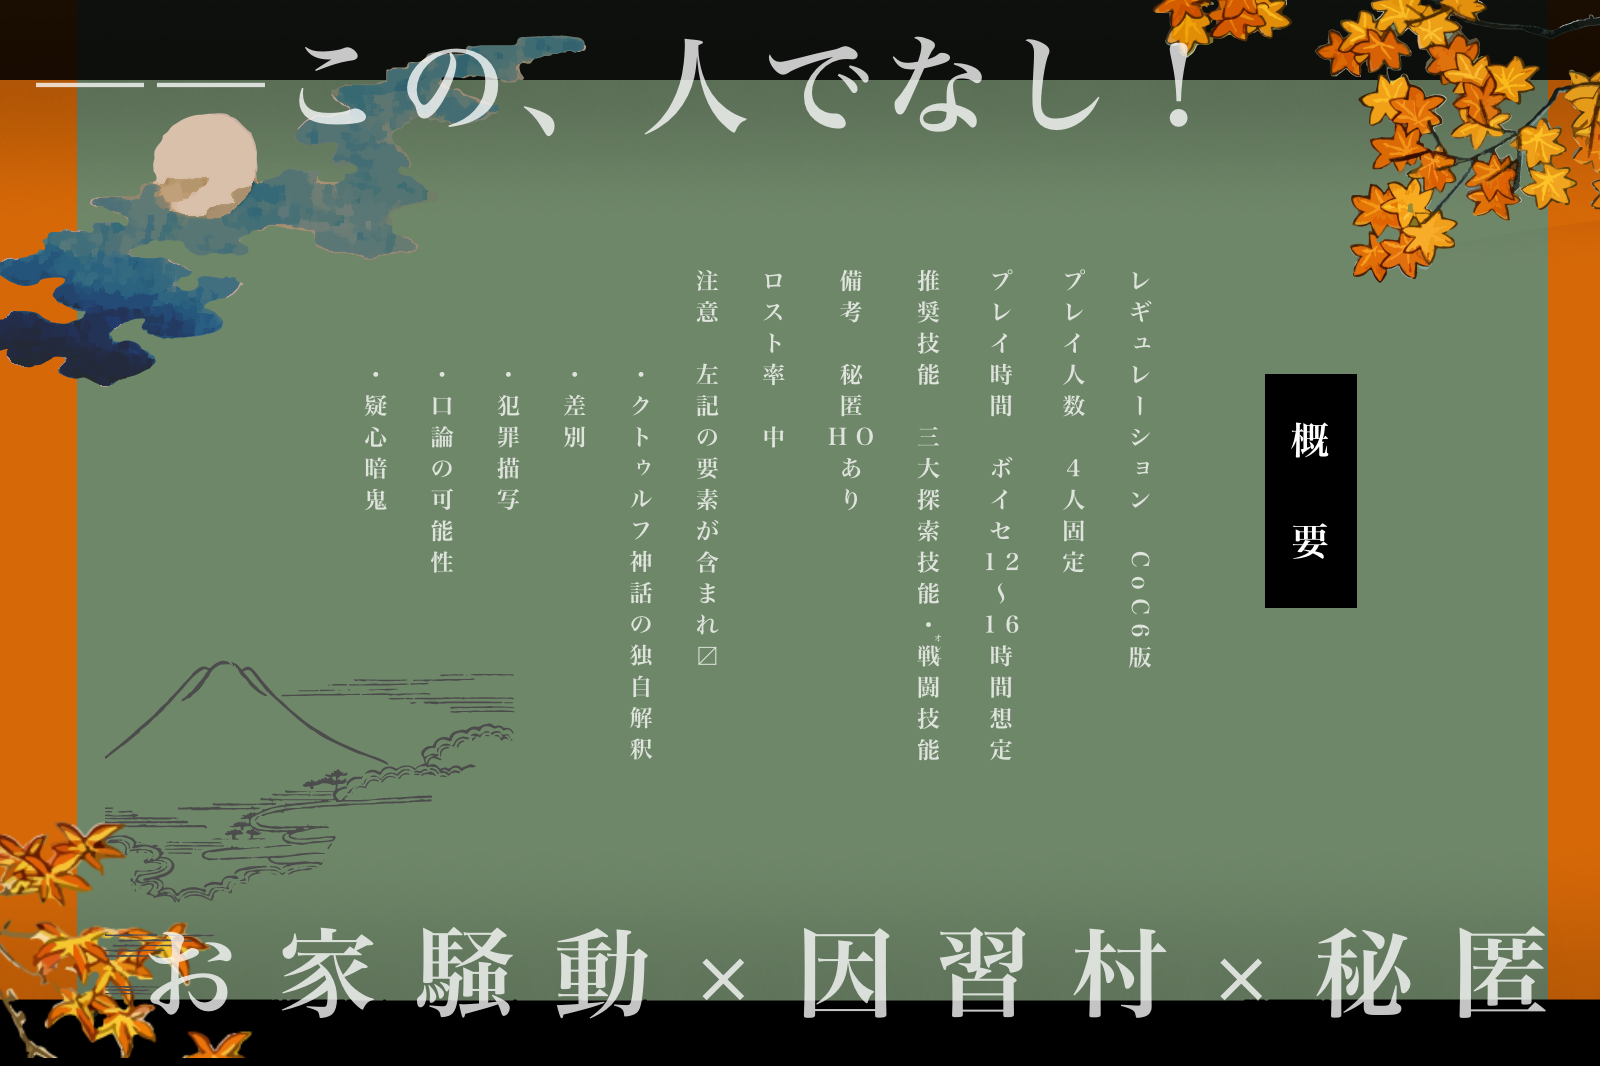 ――この、人でなし！
概要
レギュレーション　CoC6版
プレイ人数　4人固定
プレイ時間　ボイセ12〜16時間想定
推奨技能　三大探索技能・戦闘技能
備考　秘匿HOあり
ロスト率　中
注意　左記の要素が含まれ〼
・クトゥルフ神話の独自解釈
・差別
・犯罪描写
・口論の可能性
・疑心暗鬼
お家騒動×因習村×秘匿